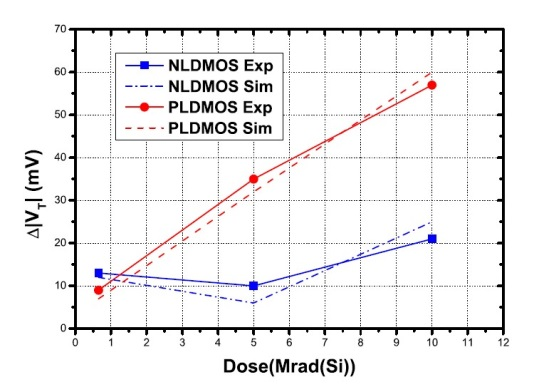 70
60
50
40
30
20
10
0
Δ|V_T| (mV)
NLDMOS Exp
NLDMOS Sim
PLDMOS Exp
PLDMOS Sim
0 1 2 3 4 5 6 7 8 9 10 11 12
Dose(Mrad(Si))